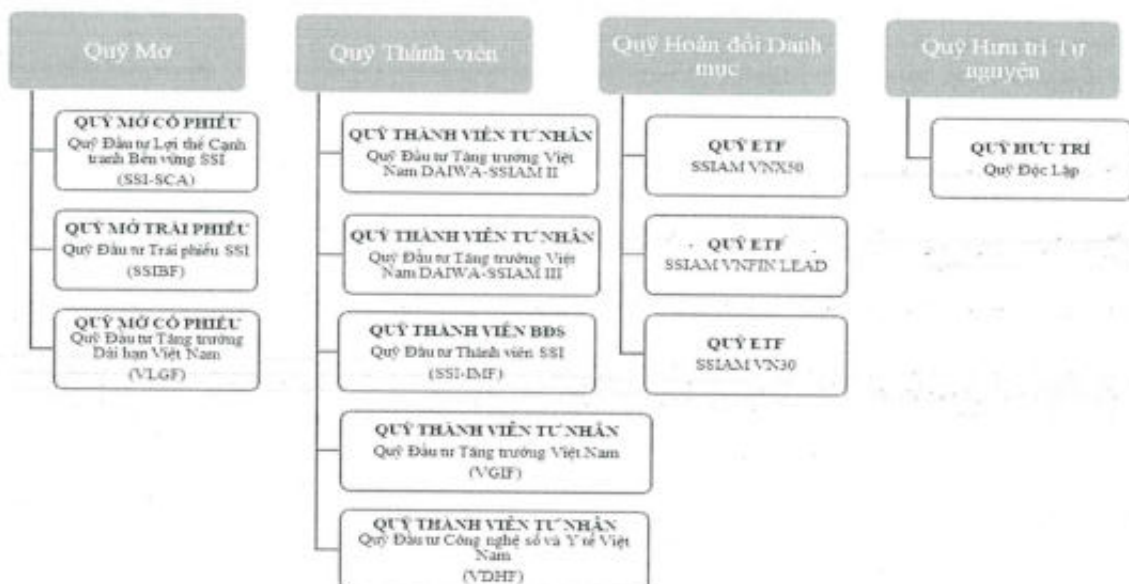 Quỹ Mở
QUỸ MỞ CỔ PHIẾU
Quỹ Đầu tư Lợi thế Cạnh
tranh Bền vững SSI
(SSI-SCA)
QUỸ MỞ TRÁI PHIẾU
Quỹ Đầu tư Trái phiếu SSI
(SSIBF)
QUỸ MỞ CỔ PHIẾU
Quỹ Đầu tư Tăng trưởng
Dài hạn Việt Nam
(VLGF)
Quỹ Thành viên
QUỸ THÀNH VIÊN TƯ NHÂN
Quỹ Đầu tư Tăng trưởng Việt
Nam DAIWA-SSIAM II
QUỸ THÀNH VIÊN TƯ NHÂN
Quỹ Đầu tư Tăng trưởng Việt
Nam DAIWA-SSIAM III
QUỸ THÀNH VIÊN BĐS
Quỹ Đầu tư Thành viên SSI
(SSI-IMF)
QUỸ THÀNH VIÊN TƯ NHÂN
Quỹ Đầu tư Tăng trưởng Việt Nam
(VGIF)
QUỸ THÀNH VIÊN TƯ NHÂN
Quỹ Đầu tư Công nghệ số và Y tế Việt
Nam
(VDHF)
Quỹ Hoán đổi Danh
mục
QUỸ ETF
SSIAM VNX50
QUỸ ETF
SSIAM VNFIN LEAD
QUỸ ETF
SSIAM VN30
Quỹ Hưu trí Tự
nguyện
QUỸ HƯU TRÍ
Quỹ Độc Lập